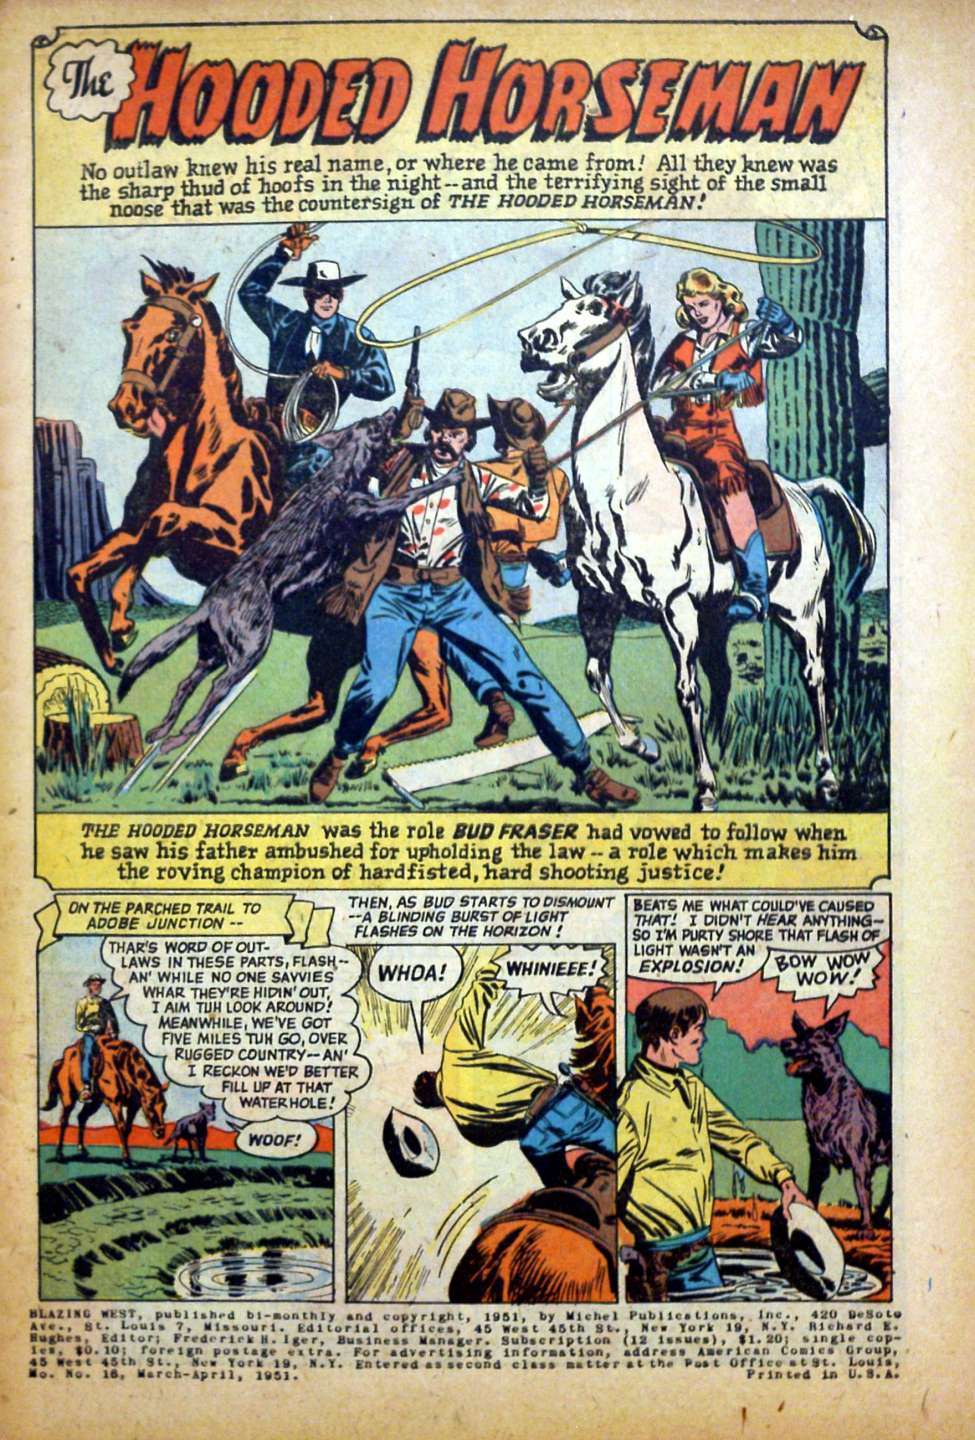 The HOODED HORSEMAN
No outlaw knew his real name, or where he came from! All they knew was
the sharp thud of hoofs in the night--and the terrifying sight of the small
noose that was the countersign of THE HOODED HORSEMAN!
THE HOODED HORSEMAN was the role BUD FRASER had vowed to follow when
he saw his father ambushed for upholding the law -- a role which makes him
the roving champion of hardfisted, hard shooting justice!
ON THE PARCHED TRAIL TO
ADOBE JUNCTION --
THAR'S WORD OF OUT-
LAWS IN THESE PARTS, FLASH--
AN' WHILE NO ONE SAVVIES
WHAR THEY'RE HIDIN' OUT,
I AIM TUH LOOK AROUND!
MEANWHILE, WE'VE GOT
FIVE MILES TUH GO, OVER
RUGGED COUNTRY-- AN'
I RECKON WE'D BETTER
FILL UP AT THAT
WATERHOLE!
WOOF!
THEN, AS BUD STARTS TO DISMOUNT
--A BLINDING BURST OF LIGHT
FLASHES ON THE HORIZON!
WHOA!
WHINIEEE!
BEATS ME WHAT COULD'VE CAUSED
THAT! I DIDN'T HEAR ANYTHING--
SO I'M PURTY SHORE THAT FLASH OF
LIGHT WASN'T AN
EXPLOSION!
BOW WOW
WOW!
BLAZING WEST, published bi-monthly and copyright, 1951, by Michel Publications, Inc., 420 DeSoto
Ave., St. Louis 7, Missouri. Editorial offices, 45 West 45th St., New York 19, N.Y. Richard E.
Hughes, Editor; Frederick H. Iger, Business Manager. Subscription (12 issues), $1.20; single cop-
ies, $0.10; foreign postage extra. For advertising information, address American Comics Group,
45 West 45th St., New York 19, N.Y. Entered as second class matter at the Post Office at St. Louis,
Mo. No. 16, March-April, 1951. Printed in U.S.A.